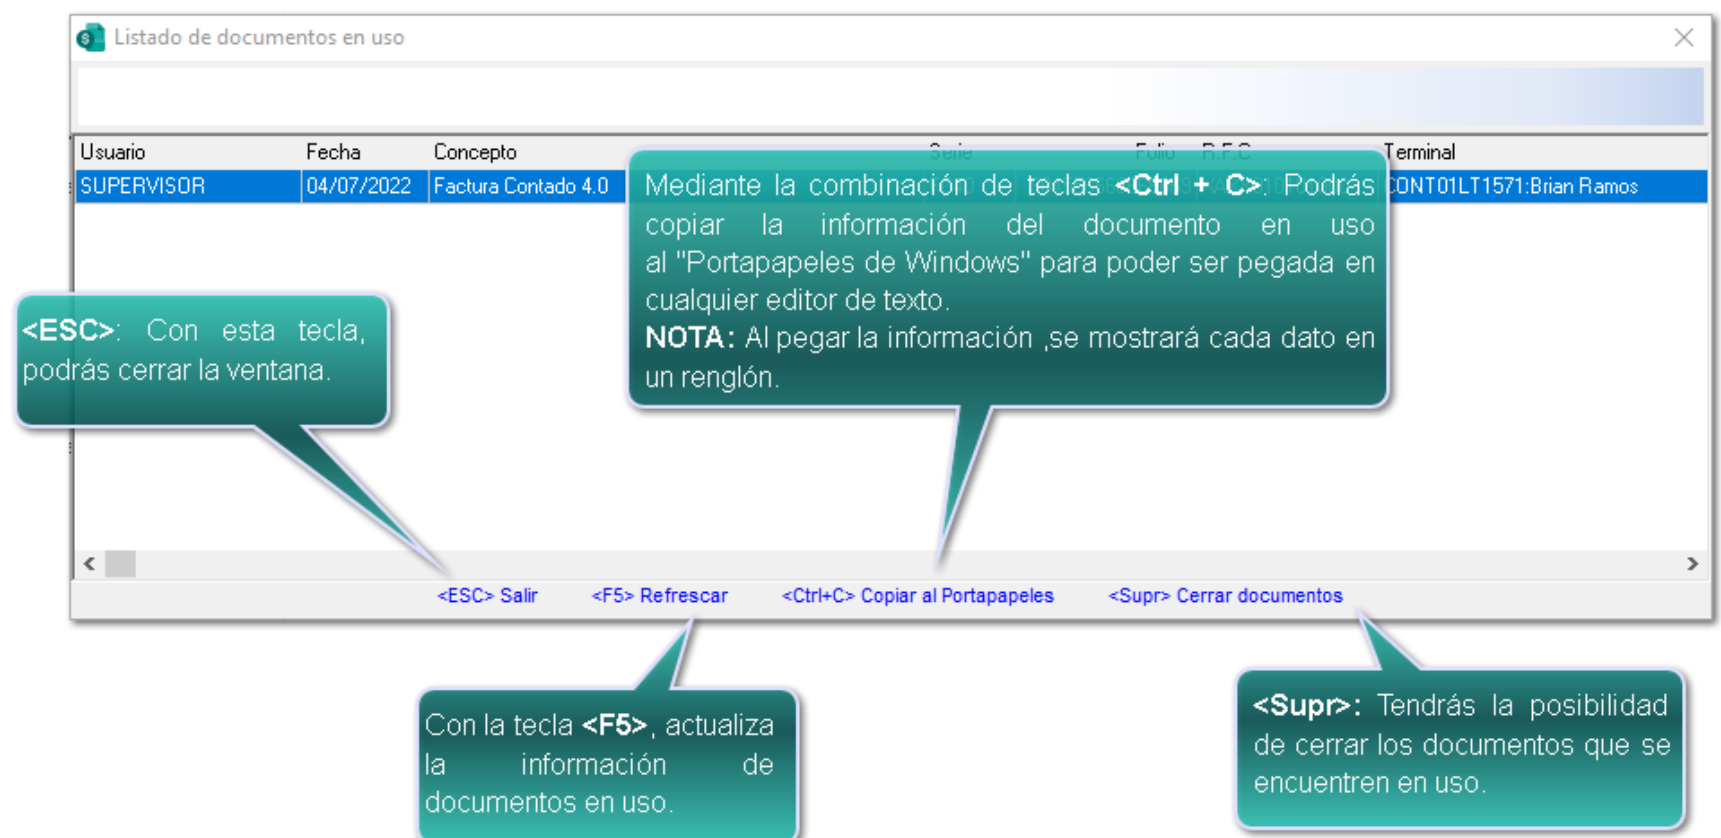 Listado de documentos en uso
Usuario Fecha Concepto Serie Folio R.F.C Terminal
SUPERVISOR 04/07/2022 Factura Contado 4.0 CONT01LT1571:Brian Ramos
Mediante la combinación de teclas <Ctrl + C>: Podrás
copiar la información del documento en uso
al "Portapapeles de Windows" para poder ser pegada en
cualquier editor de texto.
NOTA: Al pegar la información ,se mostrará cada dato en
un renglón.
<ESC>: Con esta tecla,
podrás cerrar la ventana.
<ESC> Salir <F5> Refrescar <Ctrl+C> Copiar al Portapapeles <Supr> Cerrar documentos
Con la tecla <F5>, actualiza
la información de
documentos en uso.
<Supr>: Tendrás la posibilidad
de cerrar los documentos que se
encuentren en uso.